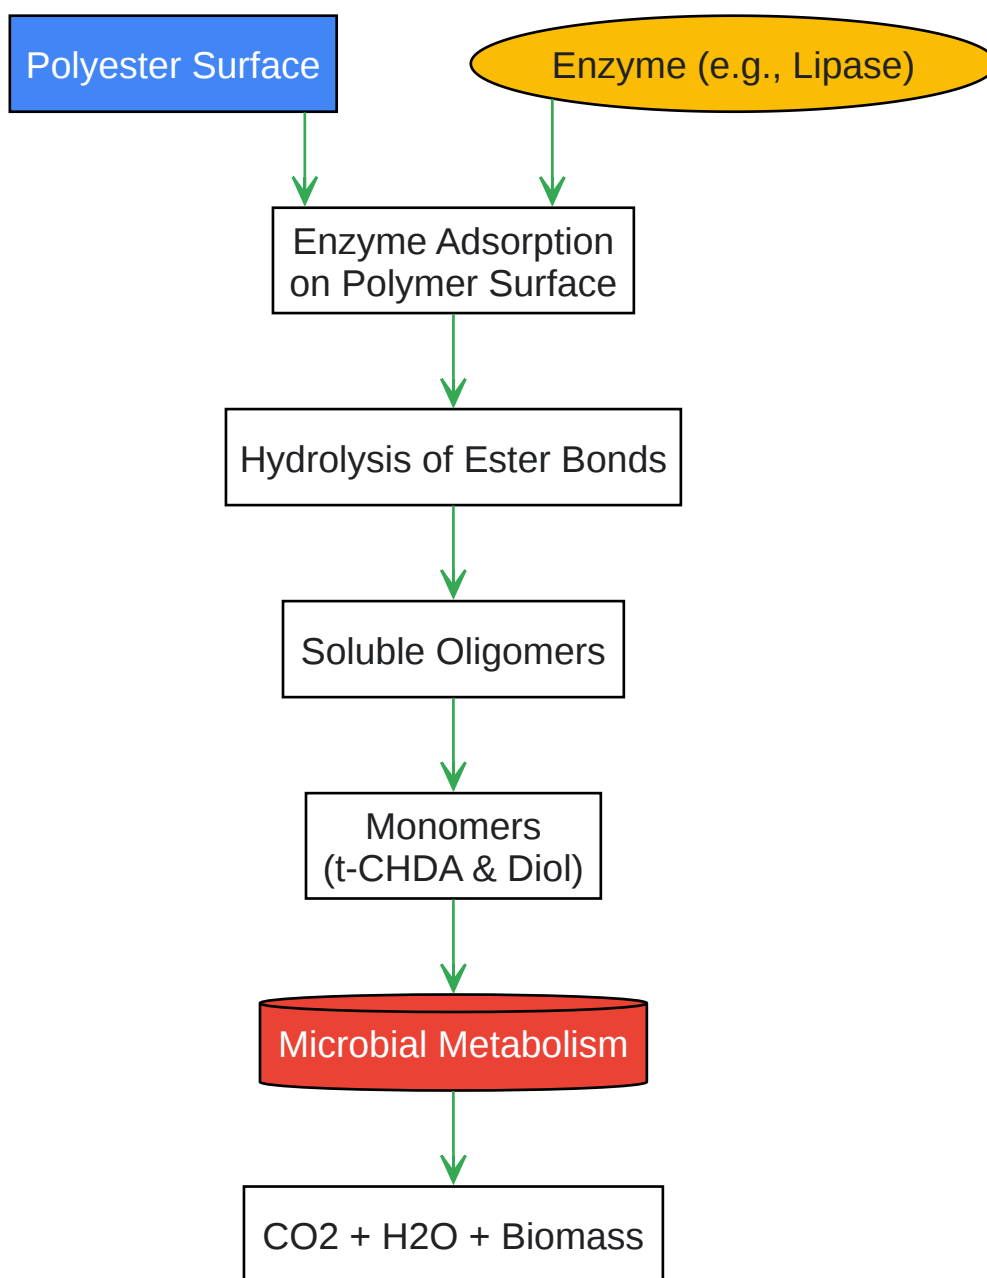 Polyester Surface
Enzyme (e.g., Lipase)
Enzyme Adsorption
on Polymer Surface
Hydrolysis of Ester Bonds
Soluble Oligomers
Monomers
(t-CHDA & Diol)
Microbial Metabolism
CO2 + H2O + Biomass